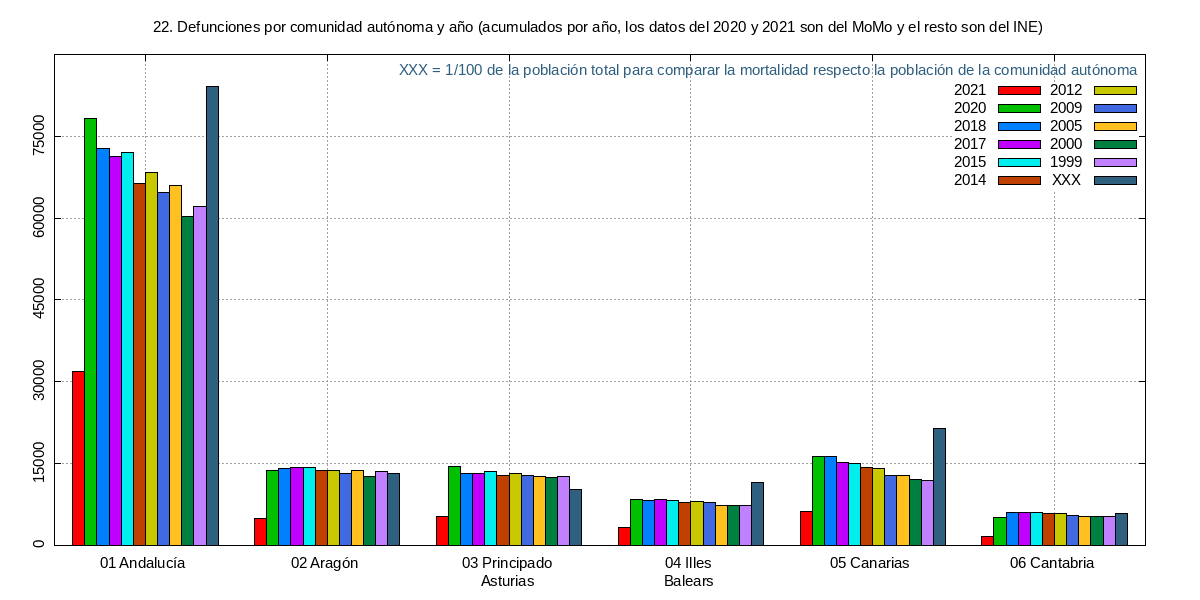 22. Defunciones por comunidad autónoma y año (acumulados por año, los datos del 2020 y 2021 son del MoMo y el resto son del INE)
XXX = 1/100 de la población total para comparar la mortalidad respecto la población de la comunidad autónoma
2021 2012
2020 2009
2018 2005
2017 2000
2015 1999
2014 XXX
75000
60000
45000
30000
15000
0
01 Andalucía
02 Aragón
03 Principado
Asturias
04 Illes
Balears
05 Canarias
06 Cantabria